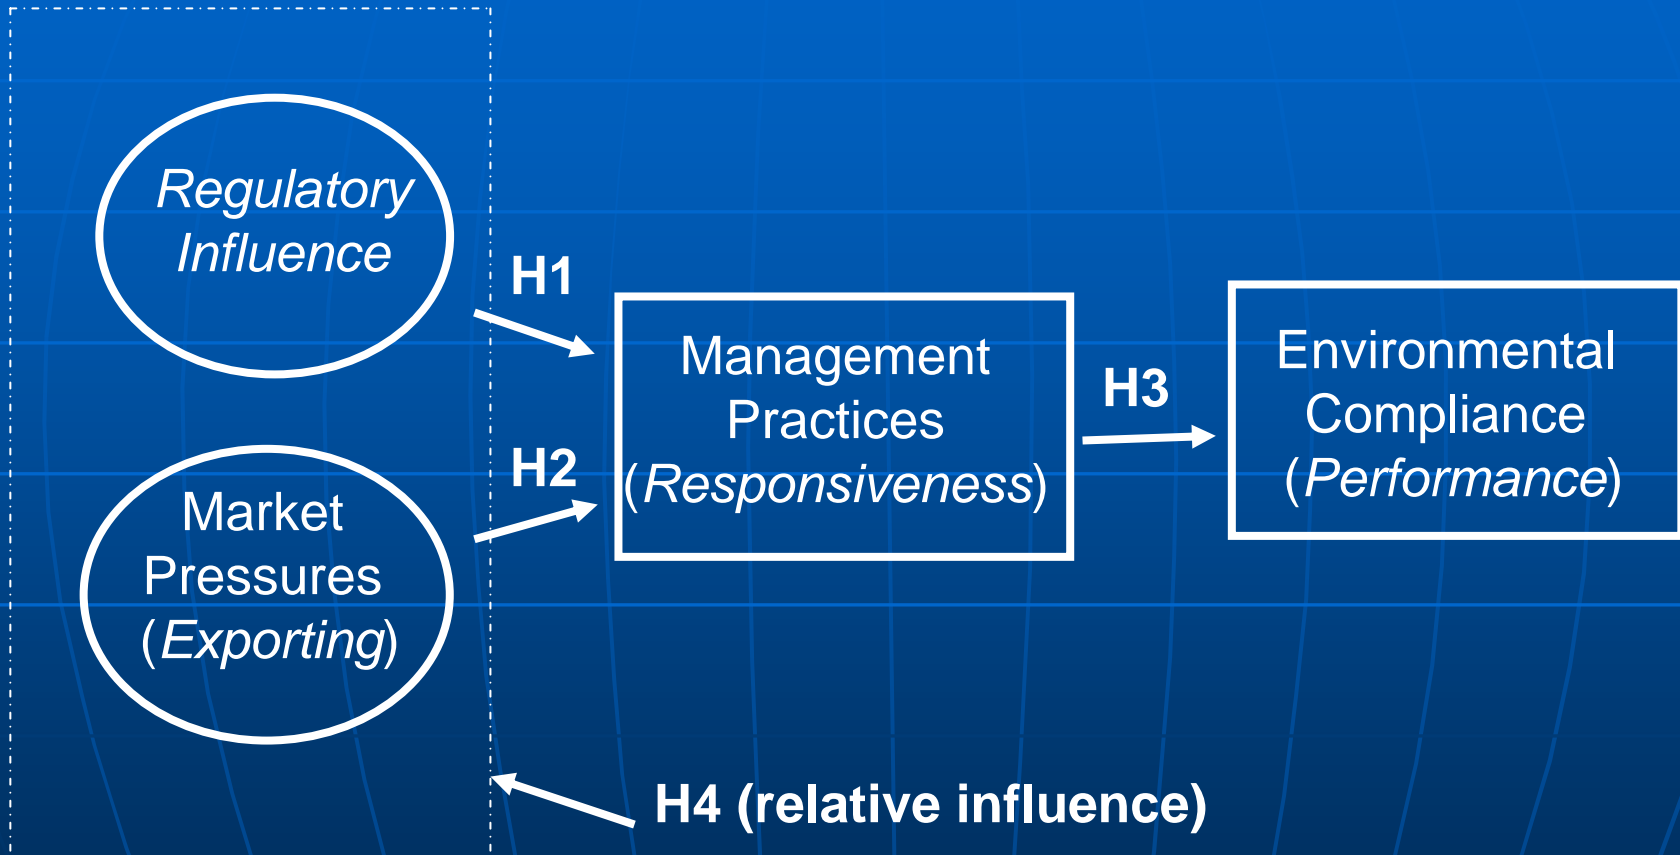 Regulatory
Influence
H1
Market
Pressures
(Exporting)
H2
Management
Practices
(Responsiveness)
H3
Environmental
Compliance
(Performance)
H4 (relative influence)